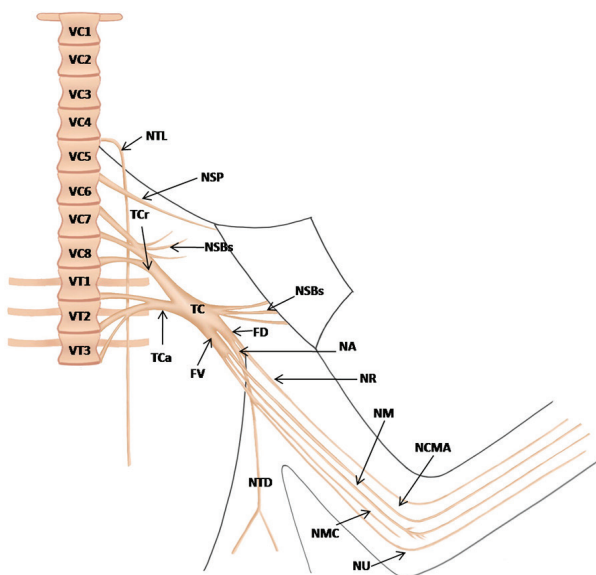 VC1
VC2
VC3
VC4
NTL
VC5
NSP
VC6
TCr
VC7
NSBs
VC8
VT1
NSBs
TC
VT2
FD
VT3
NA
TCa
FV
NR
NM
NCMA
NTD
NMC
NU